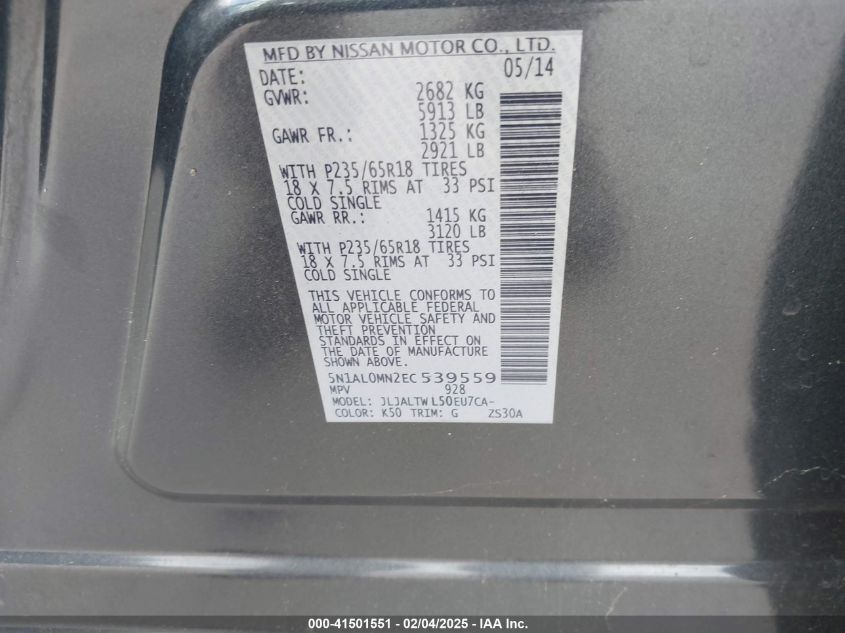 MFD BY NISSAN MOTOR CO., LTD.
DATE: 05/14
GVWR: 2682 KG
5913 LB
GAWR FR.: 1325 KG
2921 LB
WITH P235/65R18 TIRES
18 X 7.5 RIMS AT 33 PSI
COLD SINGLE
GAWR RR.: 1415 KG
3120 LB
WITH P235/65R18 TIRES
18 X 7.5 RIMS AT 33 PSI
COLD SINGLE
THIS VEHICLE CONFORMS TO
ALL APPLICABLE FEDERAL
MOTOR VEHICLE SAFETY AND
THEFT PREVENTION
STANDARDS IN EFFECT ON
THE DATE OF MANUFACTURE
SHOWN ABOVE.
5N1AL0MN2EC539559
MPV 928
MODEL: JLJALTWL50EU7CA-
COLOR: K50 TRIM: G ZS30A
000-41501551 | 02/04/2025 - IAA Inc.